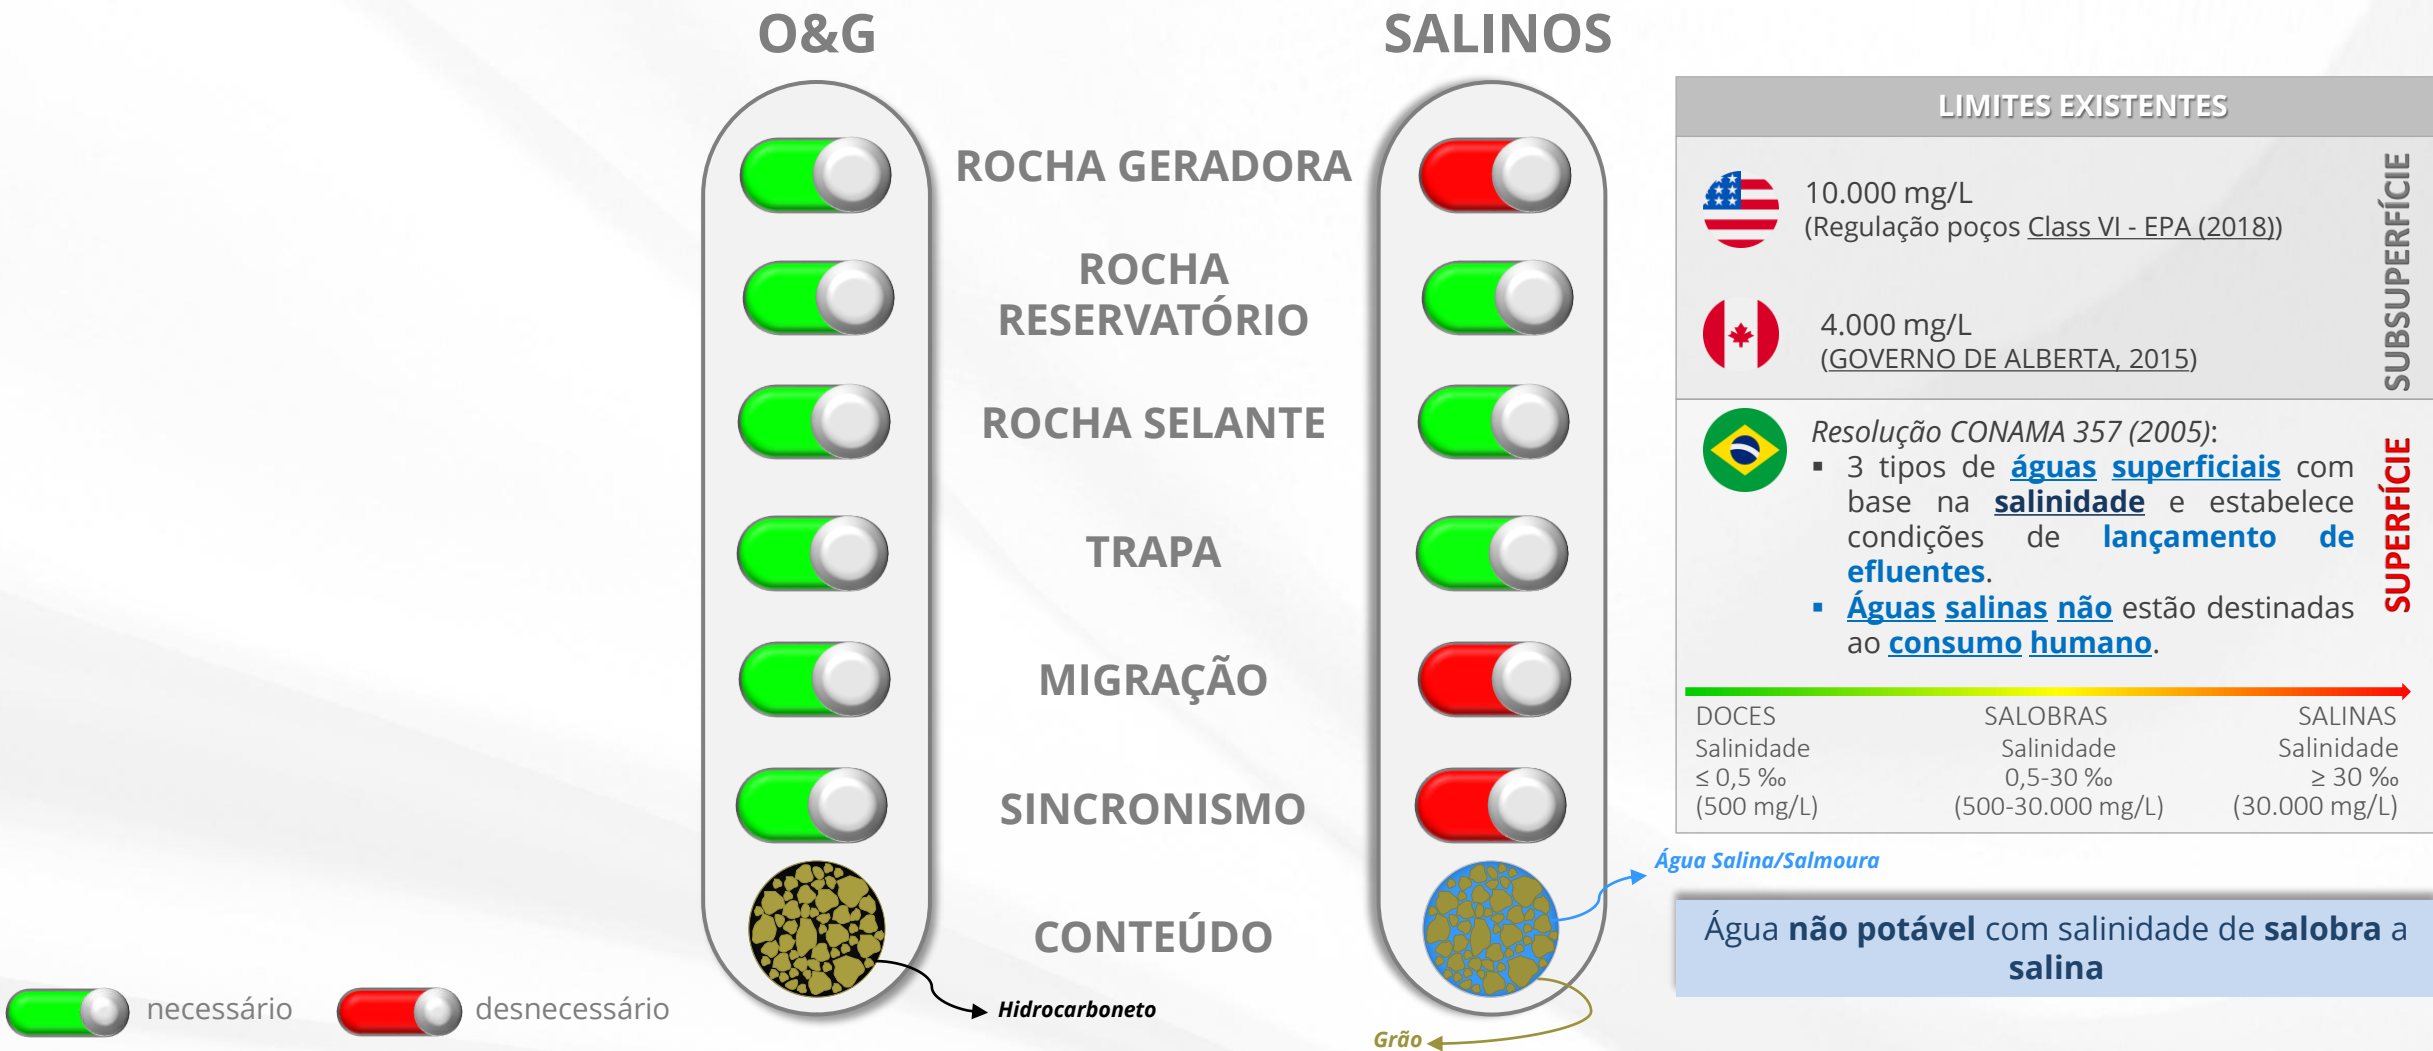 O&G
SALINOS
ROCHA GERADORA
ROCHA
RESERVATÓRIO
ROCHA SELANTE
TRAPA
MIGRAÇÃO
SINCRONISMO
CONTEÚDO
Hidrocarboneto
Grão
Água Salina/Salmoura
necessário
desnecessário
LIMITES EXISTENTES
10.000 mg/L
(Regulação poços Class VI - EPA (2018))
4.000 mg/L
(GOVERNO DE ALBERTA, 2015)
SUBSUPERFÍCIE
Resolução CONAMA 357 (2005):
▪ 3 tipos de águas superficiais com
base na salinidade e estabelece
condições de lançamento de
efluentes.
▪ Águas salinas não estão destinadas
ao consumo humano.
SUPERFÍCIE
DOCES
Salinidade
≤ 0,5 ‰
(500 mg/L)
SALOBRAS
Salinidade
0,5-30 ‰
(500-30.000 mg/L)
SALINAS
Salinidade
≥ 30 ‰
(30.000 mg/L)
Água não potável com salinidade de salobra a
salina